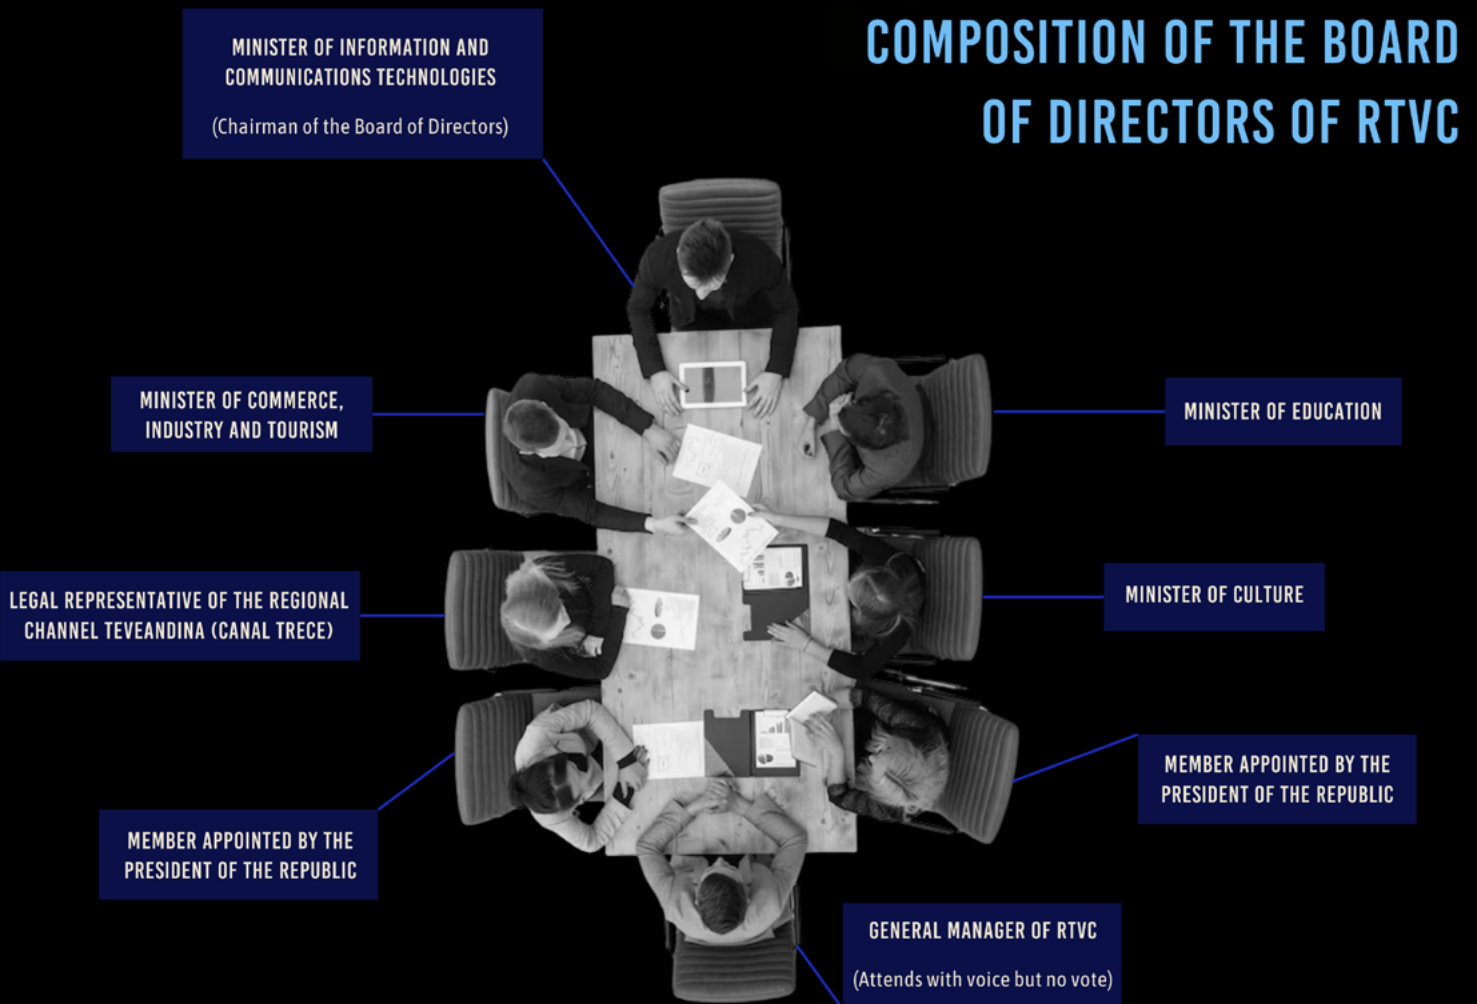 COMPOSITION OF THE BOARD
OF DIRECTORS OF RTVC
MINISTER OF INFORMATION AND
COMMUNICATIONS TECHNOLOGIES
(Chairman of the Board of Directors)
MINISTER OF COMMERCE,
INDUSTRY AND TOURISM
MINISTER OF EDUCATION
LEGAL REPRESENTATIVE OF THE REGIONAL
CHANNEL TEVEANDINA (CANAL TRECE)
MINISTER OF CULTURE
MEMBER APPOINTED BY THE
PRESIDENT OF THE REPUBLIC
MEMBER APPOINTED BY THE
PRESIDENT OF THE REPUBLIC
GENERAL MANAGER OF RTVC
(Attends with voice but no vote)